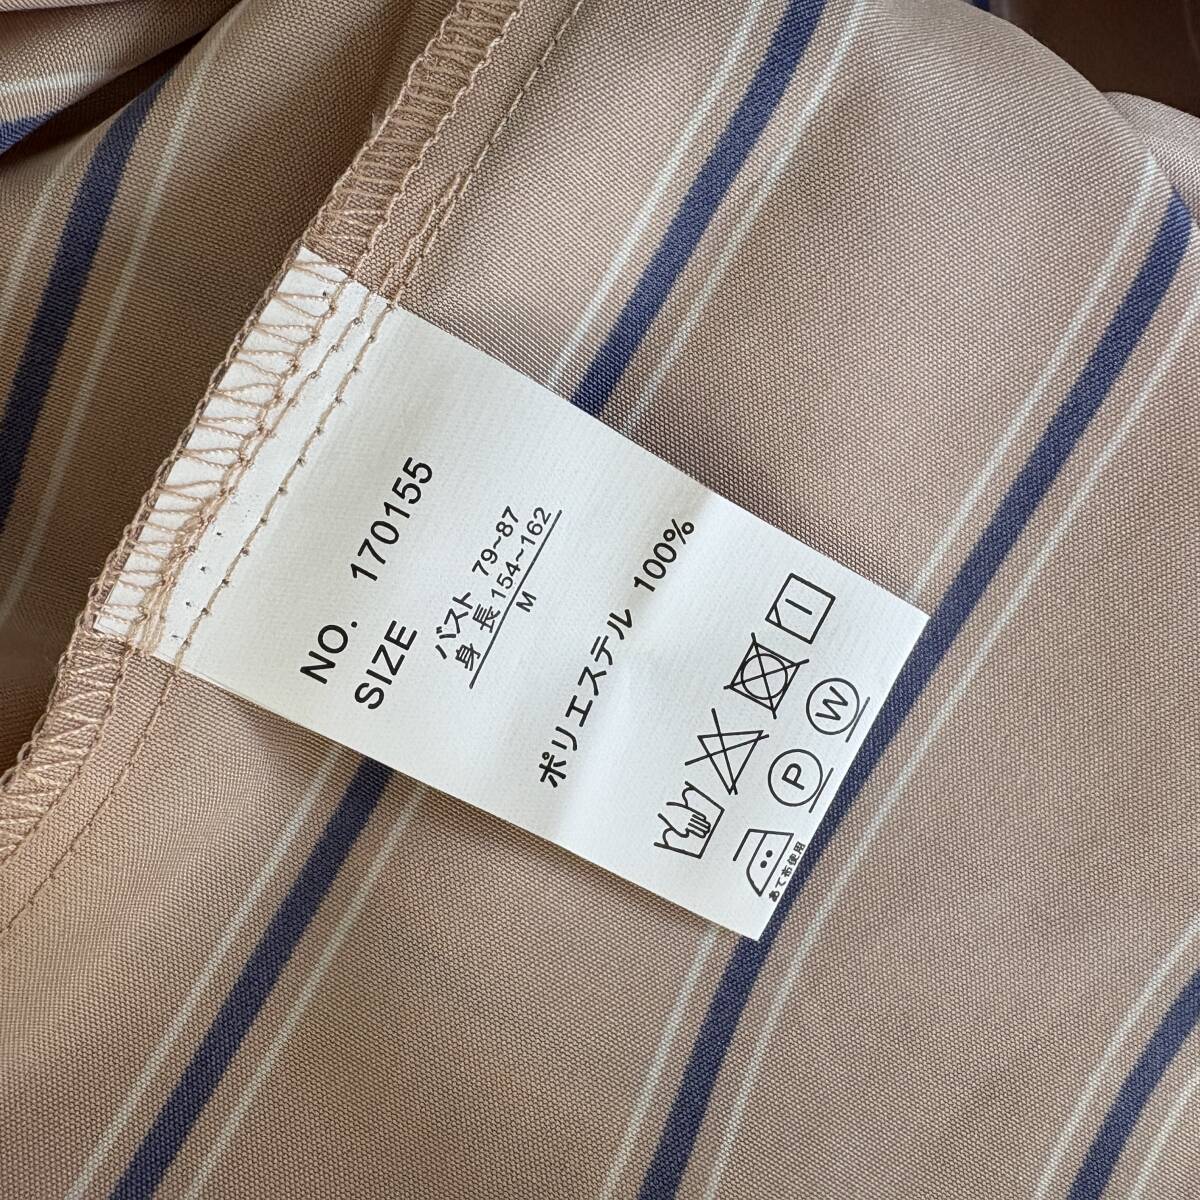 NO. 170155
SIZE
バスト 79~87
身長 154~162
M
ポリエステル 100%
P
W
あて布使用